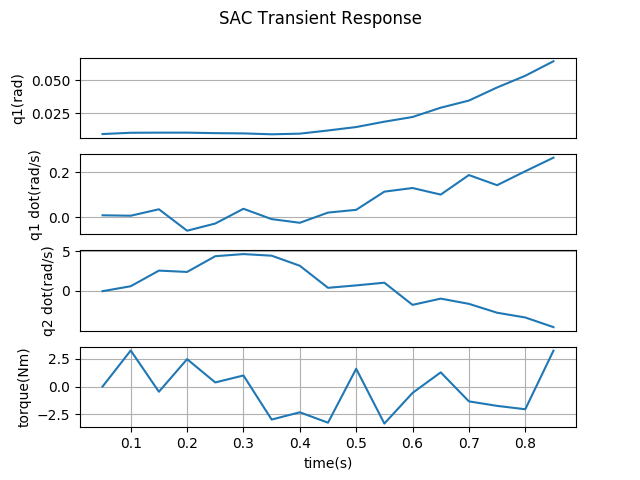 SAC Transient Response
q1(rad)
0.050
0.025
q1 dot(rad/s)
0.2
0.0
q2 dot(rad/s)
5
0
torque(Nm)
2.5
0.0
−2.5
0.1 0.2 0.3 0.4 0.5 0.6 0.7 0.8
time(s)